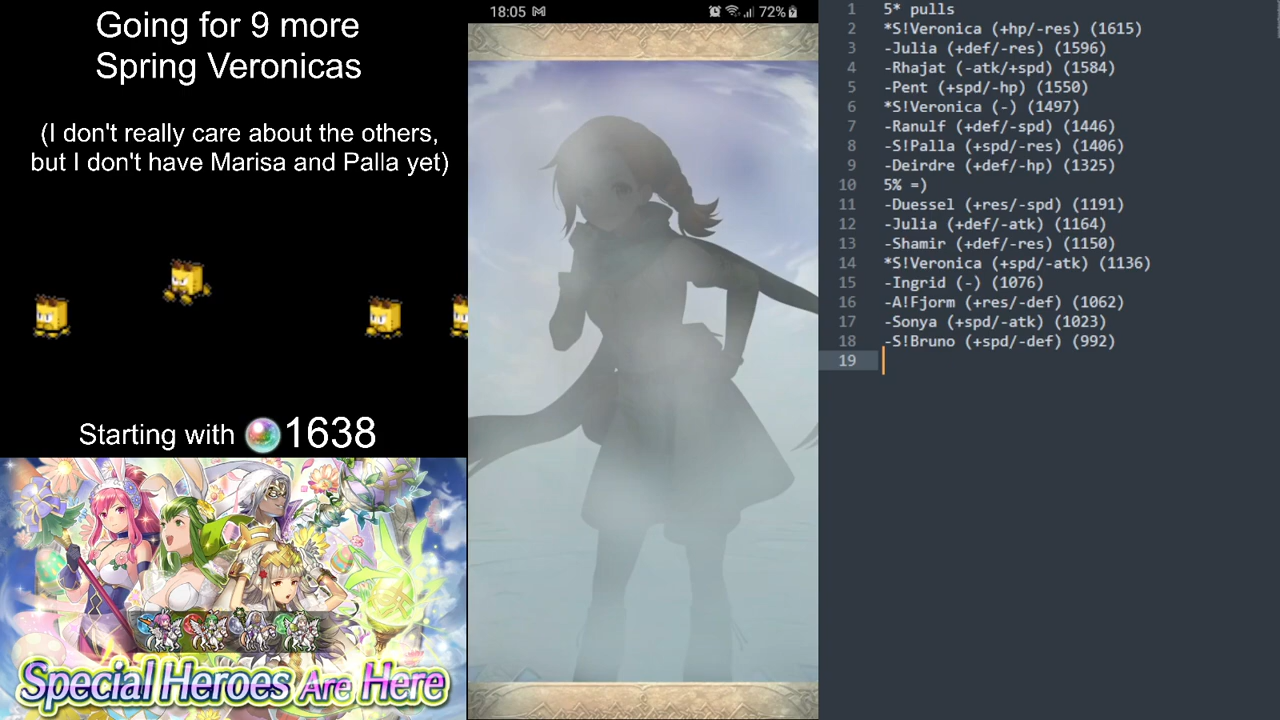 Going for 9 more
Spring Veronicas
(I don't really care about the others,
but I don't have Marisa and Palla yet)
Starting with 1638
Special Heroes Are Here
18:05
72%
1 5* pulls
2 *S!Veronica (+hp/-res) (1615)
3 -Julia (+def/-res) (1596)
4 -Rhajat (-atk/+spd) (1584)
5 -Pent (+spd/-hp) (1550)
6 *S!Veronica (-) (1497)
7 -Ranulf (+def/-spd) (1446)
8 -S!Palla (+spd/-res) (1406)
9 -Deirdre (+def/-hp) (1325)
10 5% =)
11 -Duessel (+res/-spd) (1191)
12 -Julia (+def/-atk) (1164)
13 -Shamir (+def/-res) (1150)
14 *S!Veronica (+spd/-atk) (1136)
15 -Ingrid (-) (1076)
16 -A!Fjorm (+res/-def) (1062)
17 -Sonya (+spd/-atk) (1023)
18 -S!Bruno (+spd/-def) (992)
19